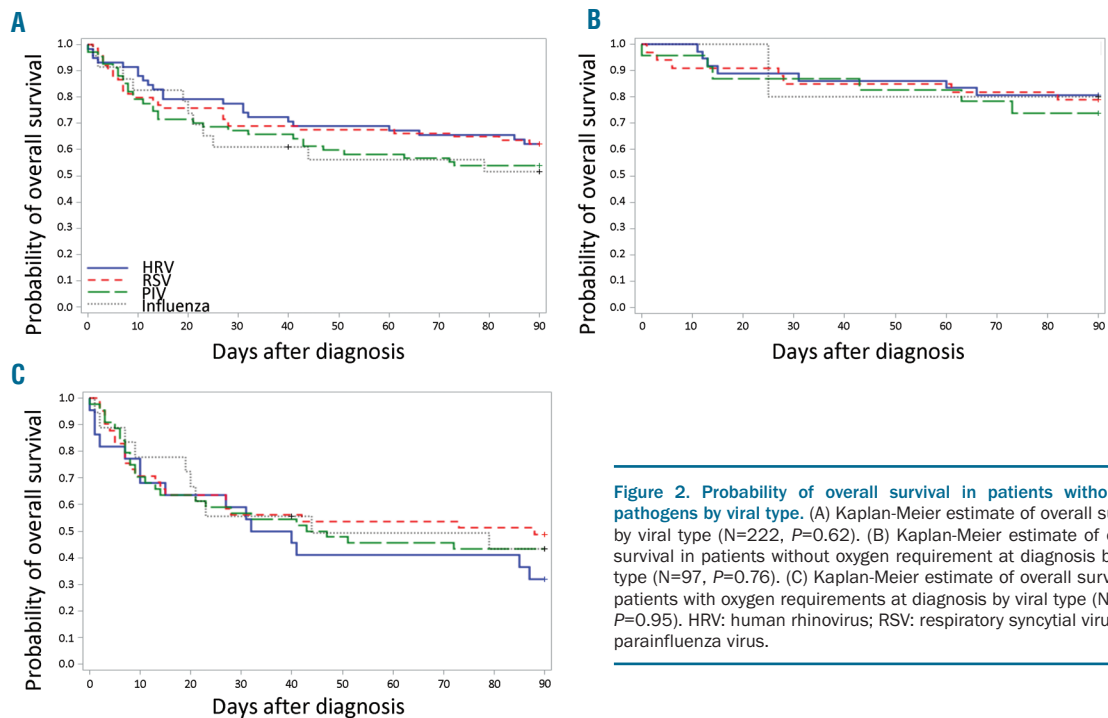 A
Probability of overall survival
1.0
0.9
0.8
0.7
0.6
0.5
0.4
0.3
0.2
0.1
0.0
HRV
RSV
PIV
Influenza
0 10 20 30 40 50 60 70 80 90
Days after diagnosis
B
Probability of overall survival
1.0
0.9
0.8
0.7
0.6
0.5
0.4
0.3
0.2
0.1
0.0
0 10 20 30 40 50 60 70 80 90
Days after diagnosis
C
Probability of overall survival
1.0
0.9
0.8
0.7
0.6
0.5
0.4
0.3
0.2
0.1
0.0
0 10 20 30 40 50 60 70 80 90
Days after diagnosis
Figure 2. Probability of overall survival in patients witho
pathogens by viral type. (A) Kaplan-Meier estimate of overall su
by viral type (N=222, P=0.62). (B) Kaplan-Meier estimate of o
survival in patients without oxygen requirement at diagnosis b
type (N=97, P=0.76). (C) Kaplan-Meier estimate of overall surv
patients with oxygen requirements at diagnosis by viral type (N
P=0.95). HRV: human rhinovirus; RSV: respiratory syncytial viru
parainfluenza virus.